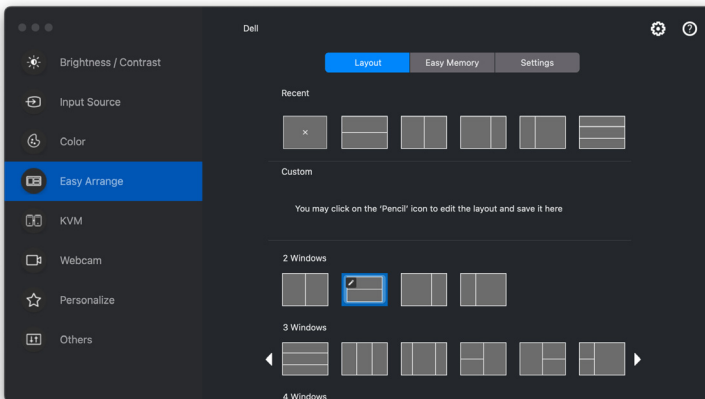 Dell
Brightness / Contrast
Input Source
Color
Easy Arrange
KVM
Webcam
Personalize
Others
Layout
Easy Memory
Settings
Recent
Custom
You may click on the ‘Pencil’ icon to edit the layout and save it here
2 Windows
3 Windows
4 Windows